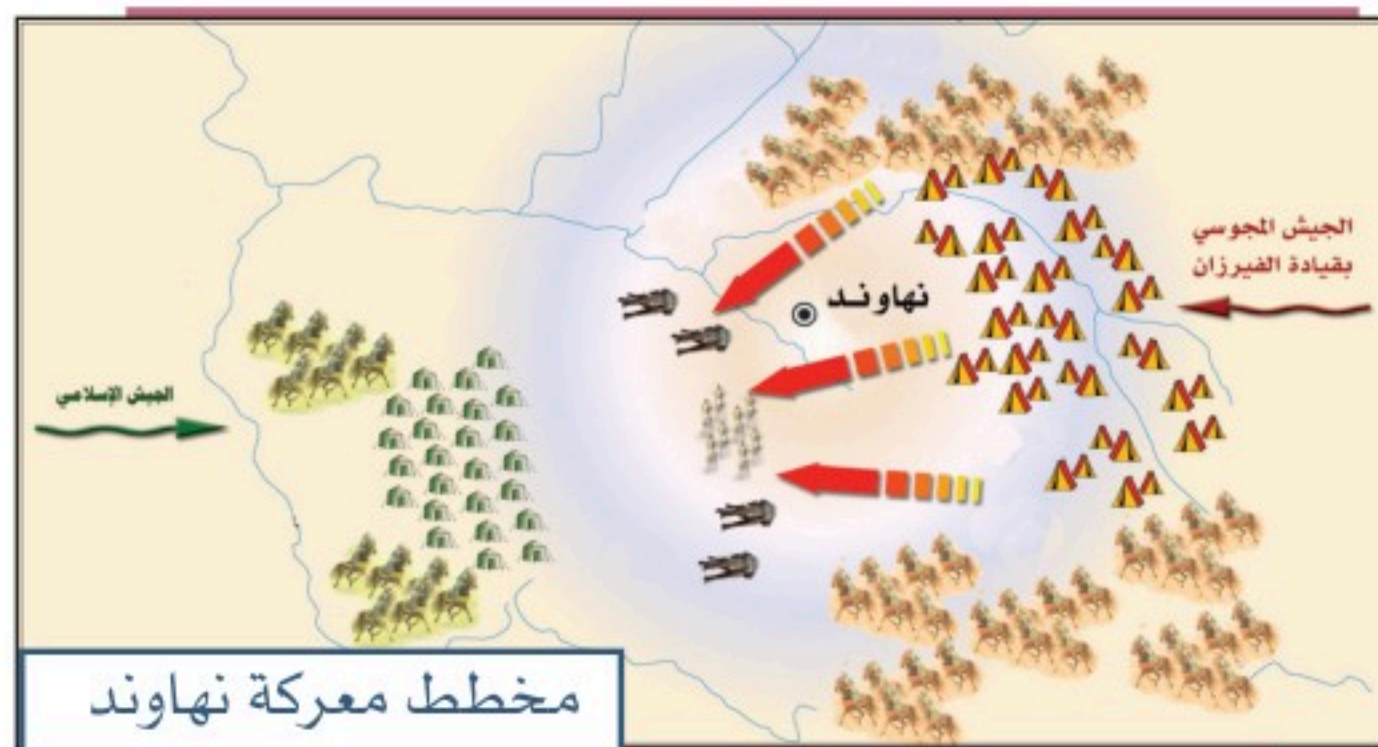 الجيش المجوسي
بقيادة الفيرزان
نهاوند
الجيش الإسلامي
مخطط معركة نهاوند